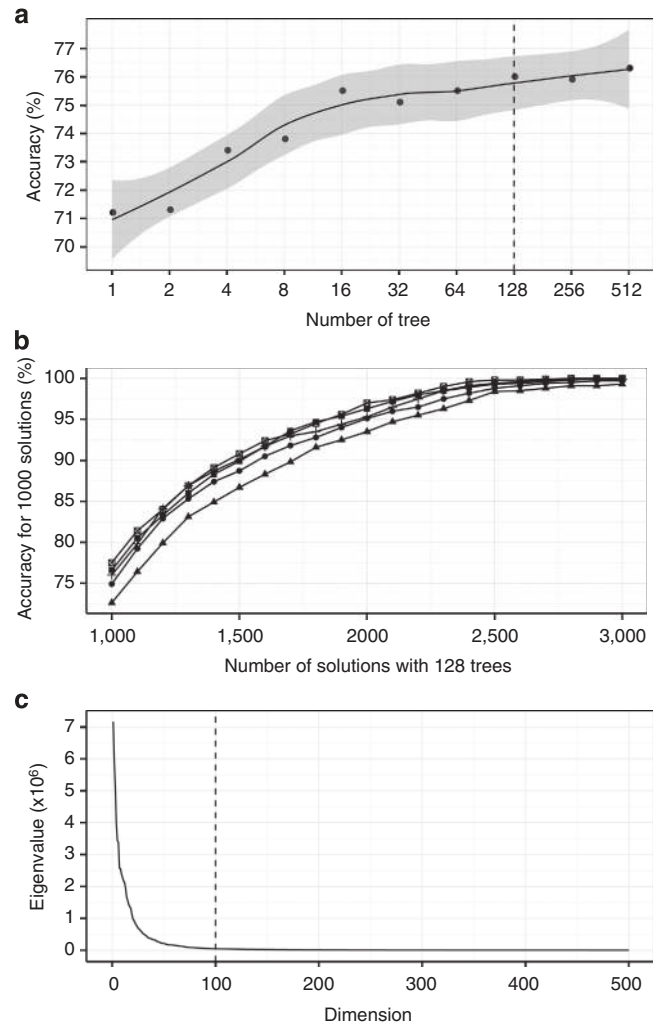 a
77
76
75
74
73
72
71
70
Accuracy (%)
1 2 4 8 16 32 64 128 256 512
Number of tree
b
100
95
90
85
80
75
Accuracy for 1000 solutions (%)
1,000 1,500 2000 2,500 3,000
Number of solutions with 128 trees
c
7
6
5
4
3
2
1
0
Eigenvalue (x10⁶)
0 100 200 300 400 500
Dimension